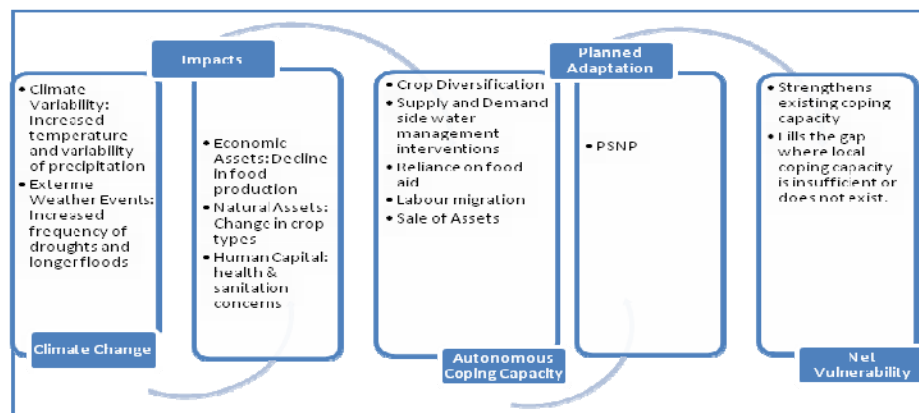 Impacts
• Climate
Variability:
Increased
temperature
and variability
of precipitation
• Exterme
Weather Events:
Increased
frequency of
droughts and
longer floods
Climate Change
• Economic
Assets: Decline
in food
production
• Natural Assets:
Change in crop
types
• Human Capital:
health &
sanitation
concerns
• Crop Diversification
• Supply and Demand
side water
management
interventions
• Reliance on food
aid
• Labour migration
• Sale of Assets
Autonomous
Coping Capacity
Planned
Adaptation
• PSNP
• Strengthens
existing coping
capacity
• Fills the gap
where local
coping capacity
is insufficient or
does not exist.
Net
Vulnerability